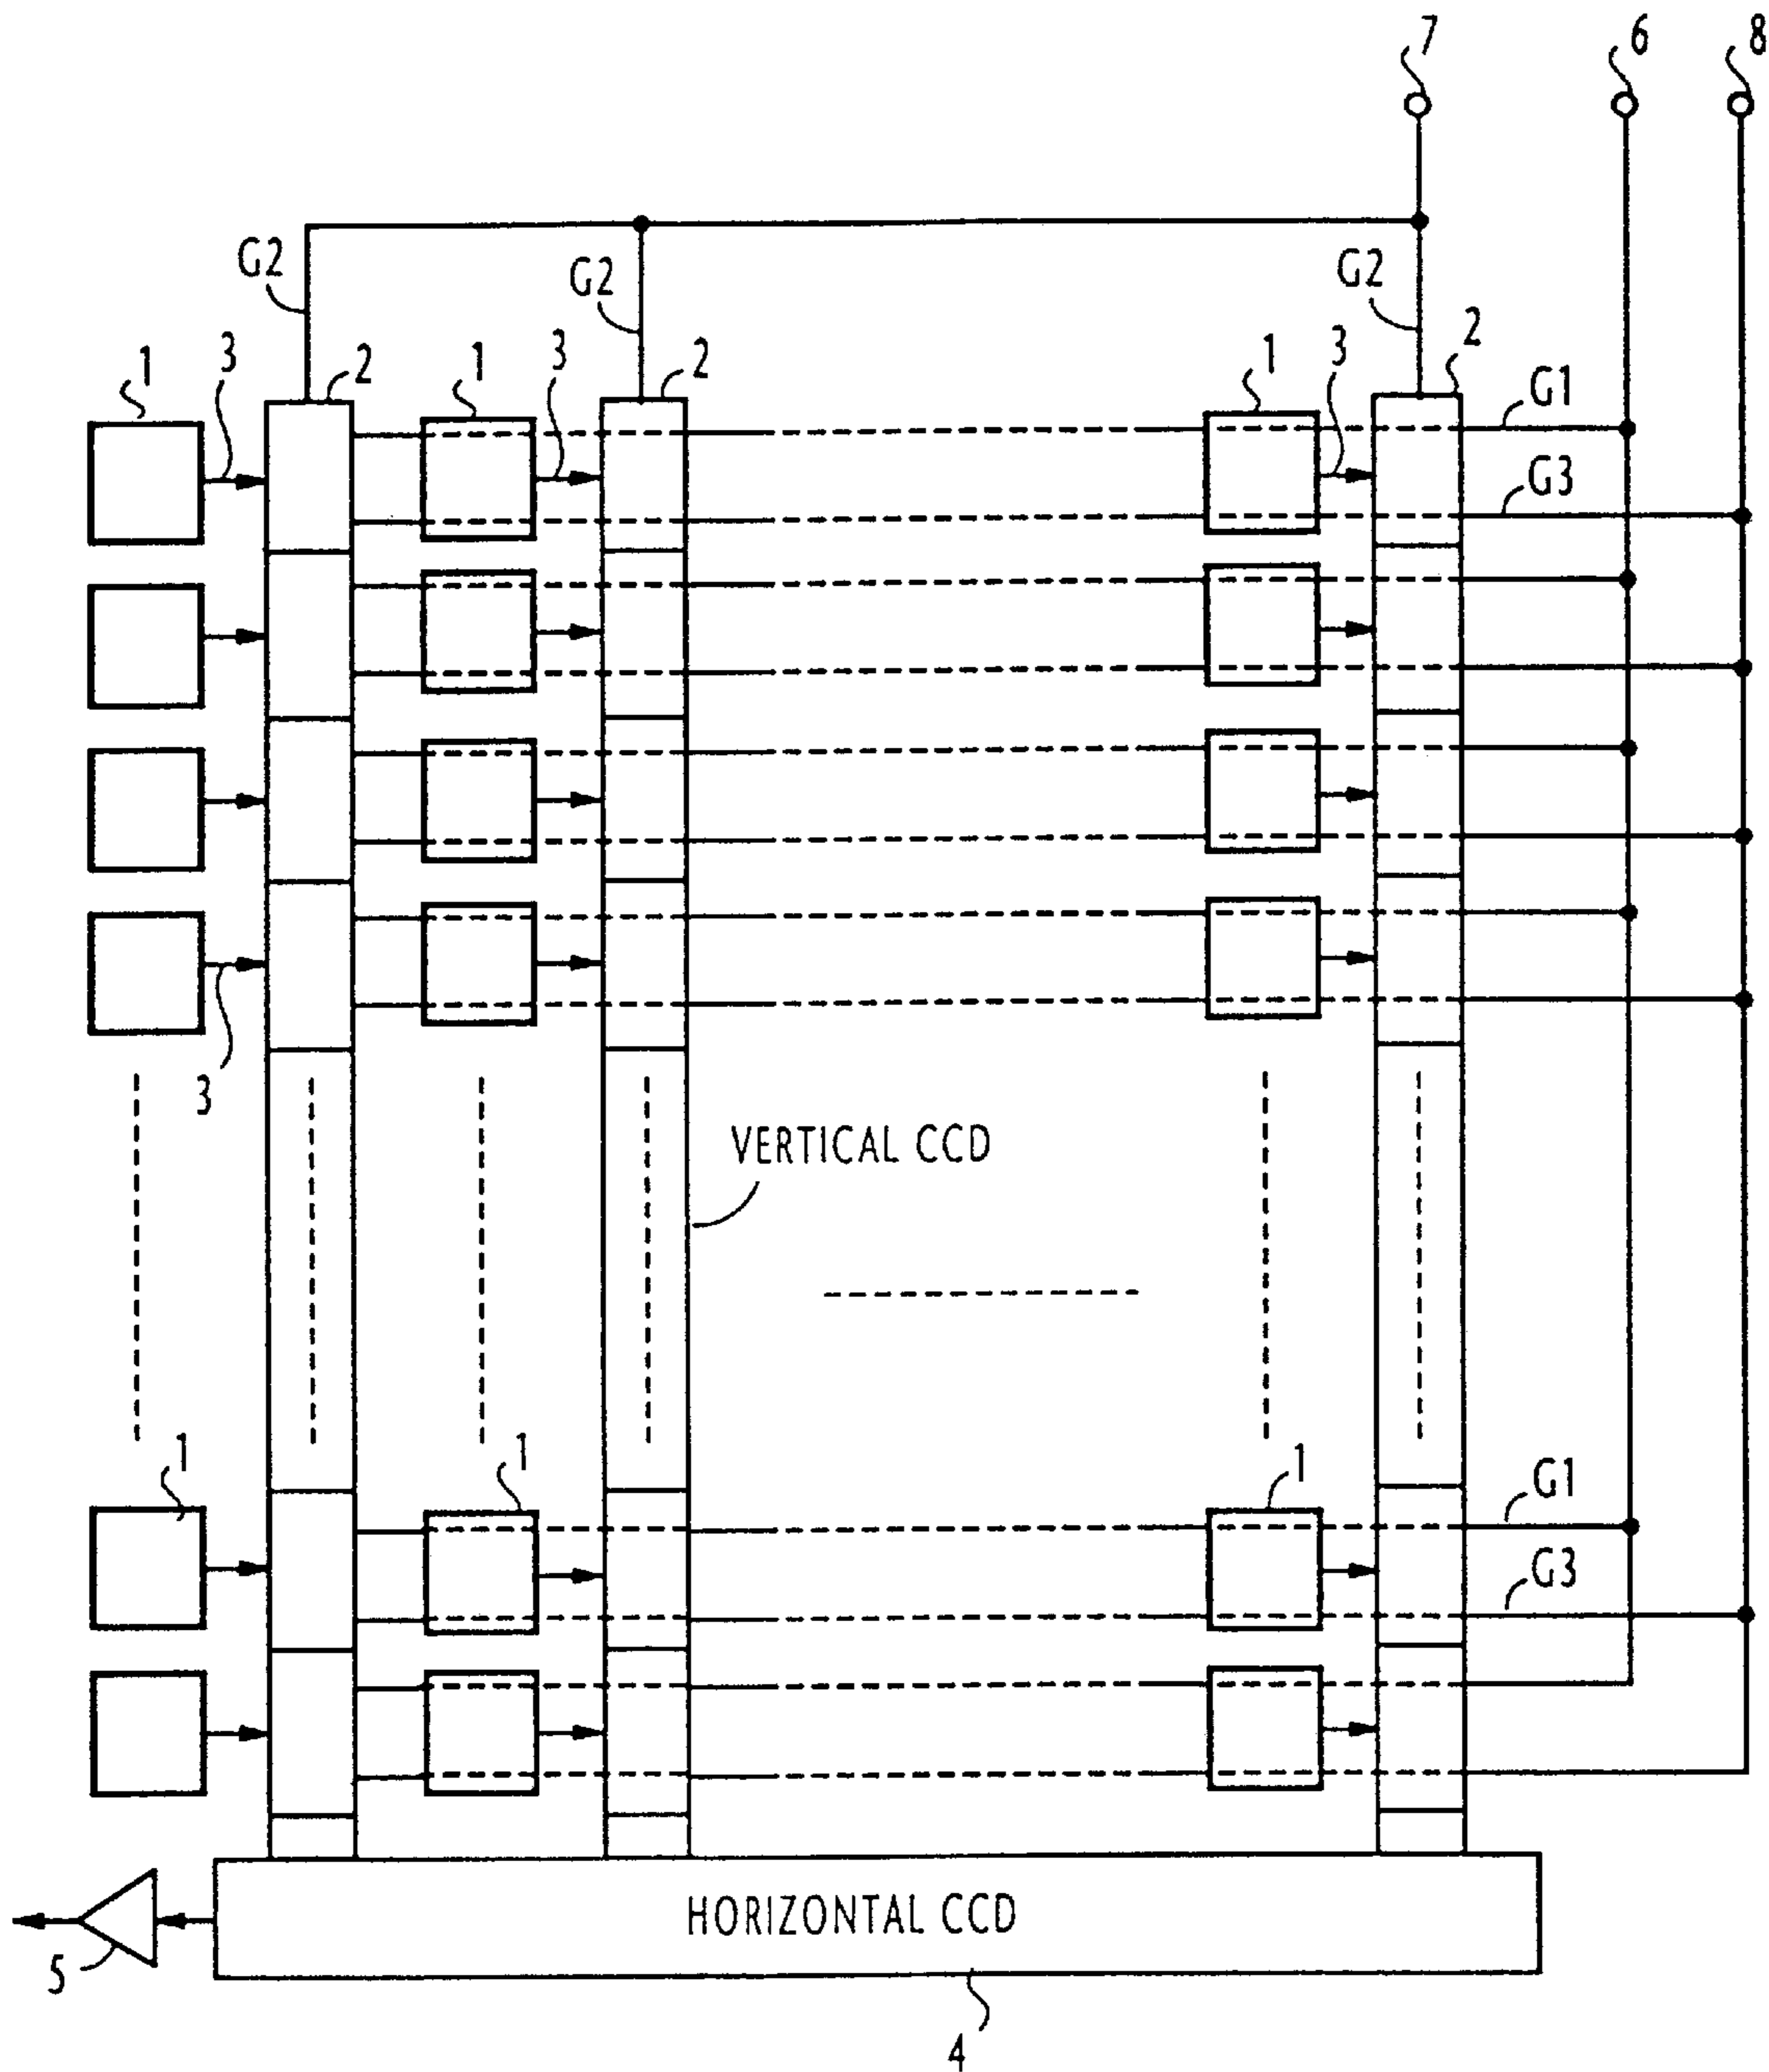 7 6 8
G2 G2 G2
1 3 2 1 3 2 1 3 2
G1
G3
3
VERTICAL CCD
1 1 1
G1
G3
HORIZONTAL CCD
5
4